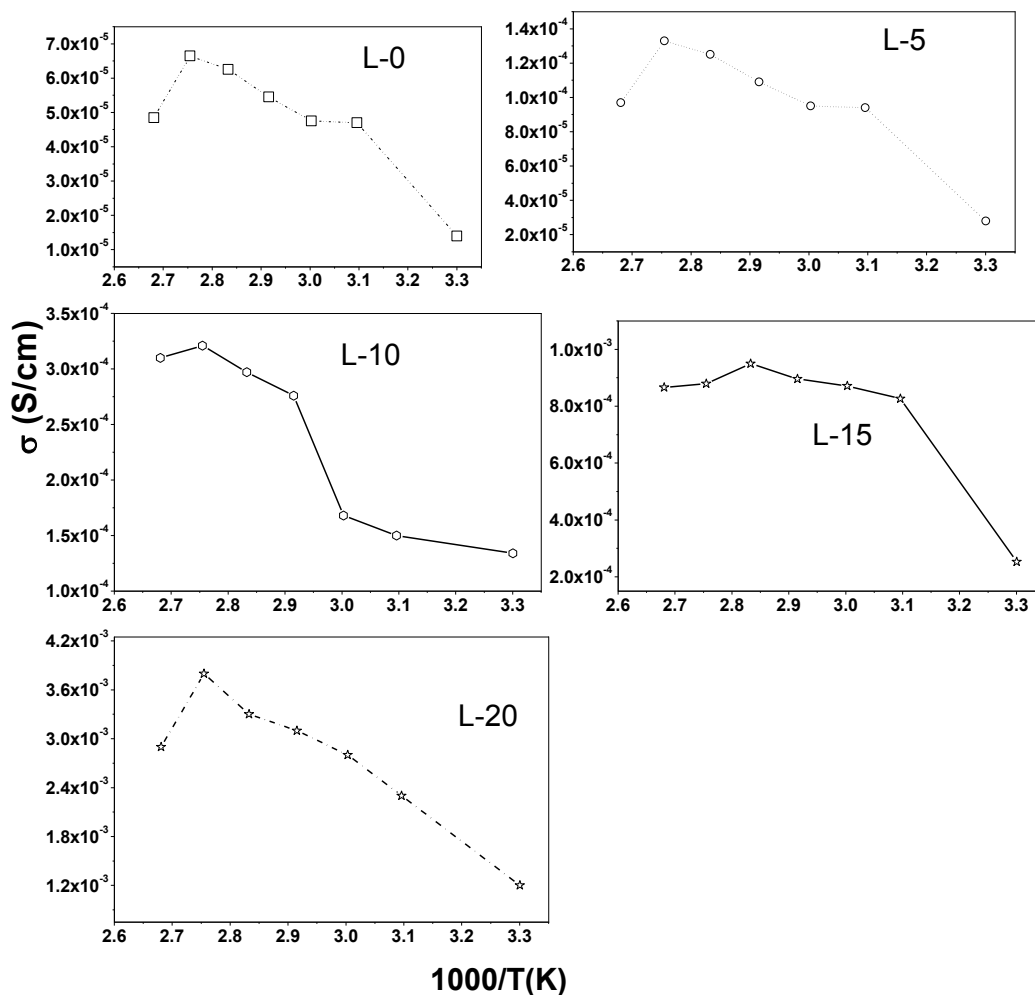 L-0
7.0x10⁻⁵
6.0x10⁻⁵
5.0x10⁻⁵
4.0x10⁻⁵
3.0x10⁻⁵
2.0x10⁻⁵
1.0x10⁻⁵
2.6 2.7 2.8 2.9 3.0 3.1 3.2 3.3
L-5
1.4x10⁻⁴
1.2x10⁻⁴
1.0x10⁻⁴
8.0x10⁻⁵
6.0x10⁻⁵
4.0x10⁻⁵
2.0x10⁻⁵
2.6 2.7 2.8 2.9 3.0 3.1 3.2 3.3
σ (S/cm)
L-10
3.5x10⁻⁴
3.0x10⁻⁴
2.5x10⁻⁴
2.0x10⁻⁴
1.5x10⁻⁴
1.0x10⁻⁴
2.6 2.7 2.8 2.9 3.0 3.1 3.2 3.3
L-15
1.0x10⁻³
8.0x10⁻⁴
6.0x10⁻⁴
4.0x10⁻⁴
2.0x10⁻⁴
2.6 2.7 2.8 2.9 3.0 3.1 3.2 3.3
L-20
4.2x10⁻³
3.6x10⁻³
3.0x10⁻³
2.4x10⁻³
1.8x10⁻³
1.2x10⁻³
2.6 2.7 2.8 2.9 3.0 3.1 3.2 3.3
1000/T(K)